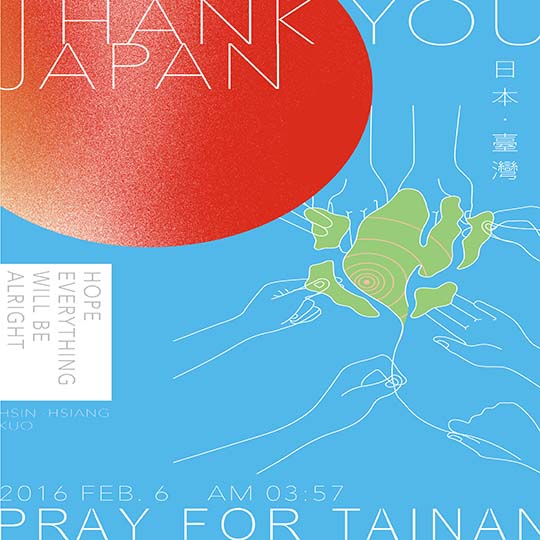 THANK YOU
JAPAN
日本・臺灣
HOPE
EVERYTHING
WILL BE
ALRIGHT
HSIN-HSIANG
KUO
2016 FEB. 6 AM 03:57
PRAY FOR TAINAN